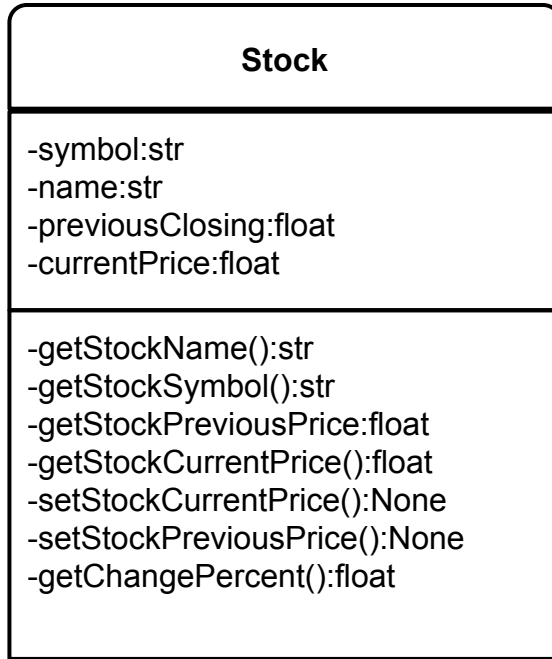 Stock
-symbol:str
-name:str
-previousClosing:float
-currentPrice:float
-getStockName():str
-getStockSymbol():str
-getStockPreviousPrice:float
-getStockCurrentPrice():float
-setStockCurrentPrice():None
-setStockPreviousPrice():None
-getChangePercent():float